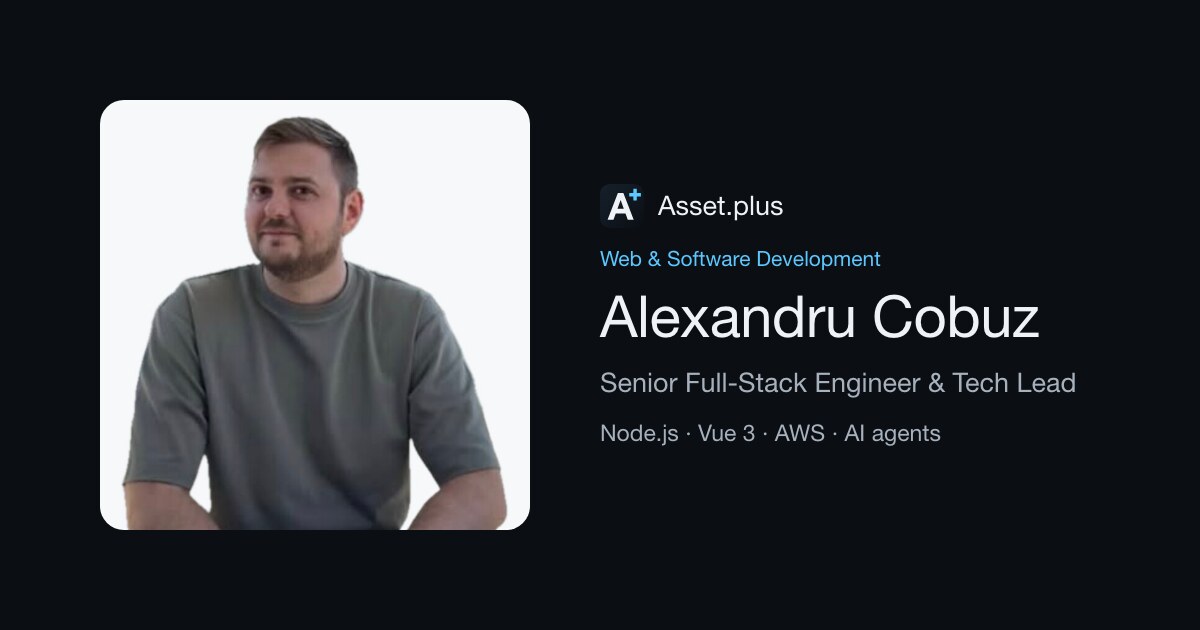 A+ Asset.plus
Web & Software Development
Alexandru Cobuz
Senior Full-Stack Engineer & Tech Lead
Node.js · Vue 3 · AWS · AI agents